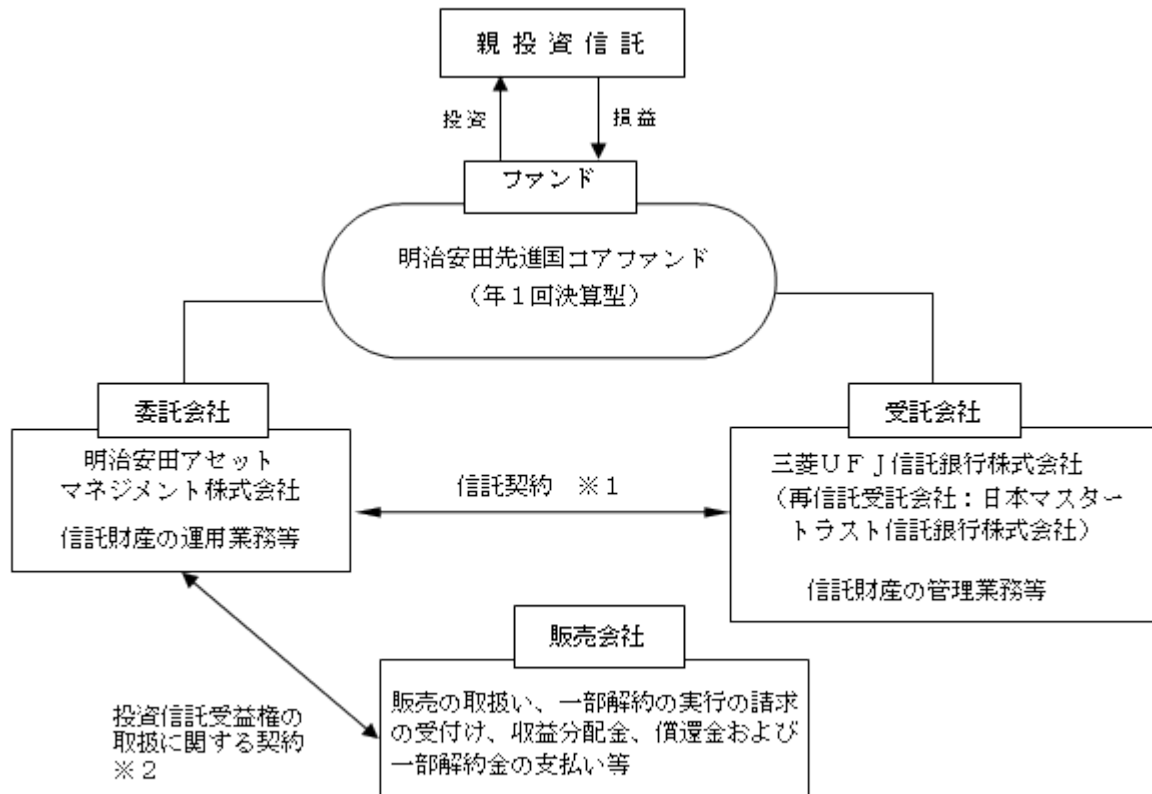 親投資信託
投資
損益
ファンド
明治安田先進国コアファンド
（年１回決算型）
委託会社
明治安田アセット
マネジメント株式会社
信託財産の運用業務等
信託契約　※１
受託会社
三菱ＵＦＪ信託銀行株式会社
（再信託受託会社：日本マスター
トラスト信託銀行株式会社）
信託財産の管理業務等
投資信託受益権の
取扱に関する契約
※２
販売会社
販売の取扱い、一部解約の実行の請求
の受付け、収益分配金、償還金および
一部解約金の支払い等